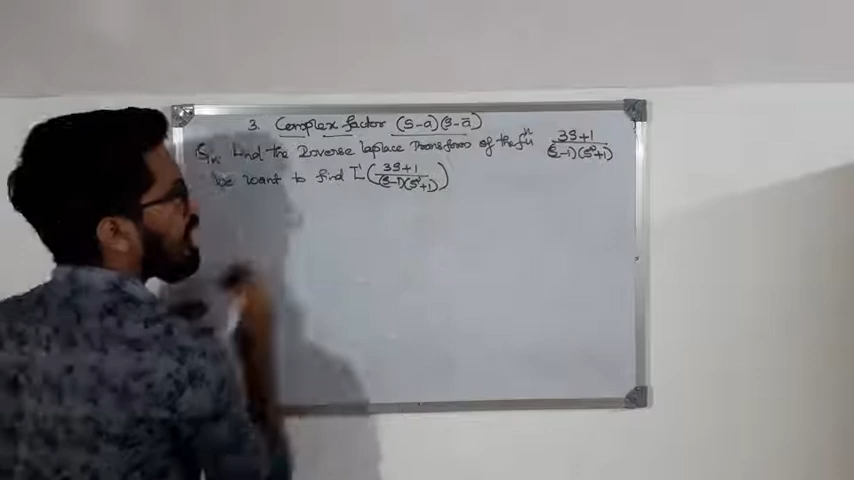 3. Complex factor (s-a)(s-ā)
Find the Inverse Laplace Transform of the fn 3s+1/(s-1)(s²+1)
We want to find L⁻¹(3s+1/(s-1)(s²+1))